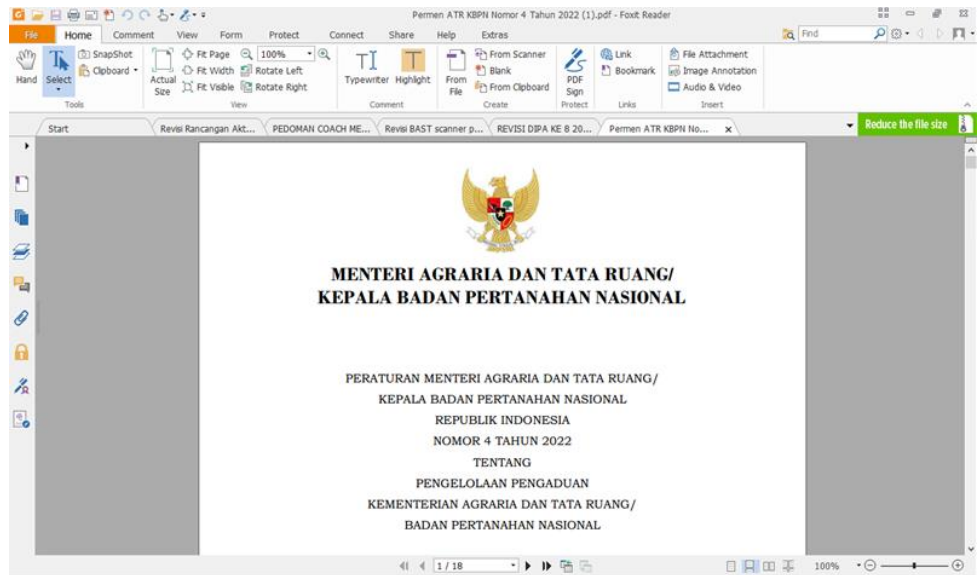 Permen ATR KBPN Nomor 4 Tahun 2022 (1).pdf - Foxit Reader
File Home Comment View Form Protect Connect Share Help Extras Find
Hand
Select
SnapShot
Clipboard
Tools
Actual Size
Fit Page
Fit Width
Fit Visible
100%
Rotate Left
Rotate Right
View
Typewriter Highlight
Comment
From File
From Scanner
Blank
From Clipboard
Create
PDF Sign
Protect
Link
Bookmark
Links
File Attachment
Image Annotation
Audio & Video
Insert
Start
Revisi Rancangan Akt...
PEDOMAN COACH ME...
Revisi BAST scanner p...
REVISI DIPA KE 8 20...
Permen ATR KBPN No...
Reduce the file size
MENTERI AGRARIA DAN TATA RUANG/
KEPALA BADAN PERTANAHAN NASIONAL
PERATURAN MENTERI AGRARIA DAN TATA RUANG/
KEPALA BADAN PERTANAHAN NASIONAL
REPUBLIK INDONESIA
NOMOR 4 TAHUN 2022
TENTANG
PENGELOLAAN PENGADUAN
KEMENTERIAN AGRARIA DAN TATA RUANG/
BADAN PERTANAHAN NASIONAL
1 / 18
100%